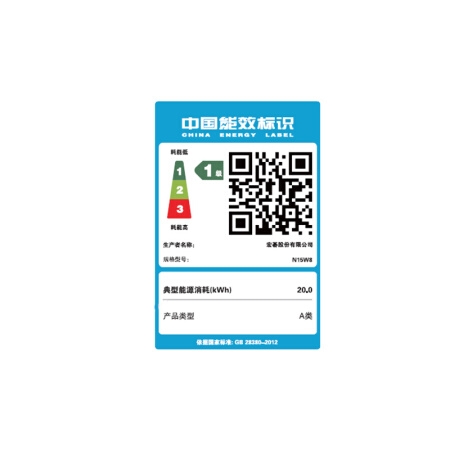 中国能效标识
CHINA ENERGY LABEL
耗能低
1
1级
2
3
耗能高
生产者名称: 宏碁股份有限公司
规格型号: N15W8
典型能源消耗(kWh) 20.0
产品类型 A类
依据国家标准: GB 28380-2012